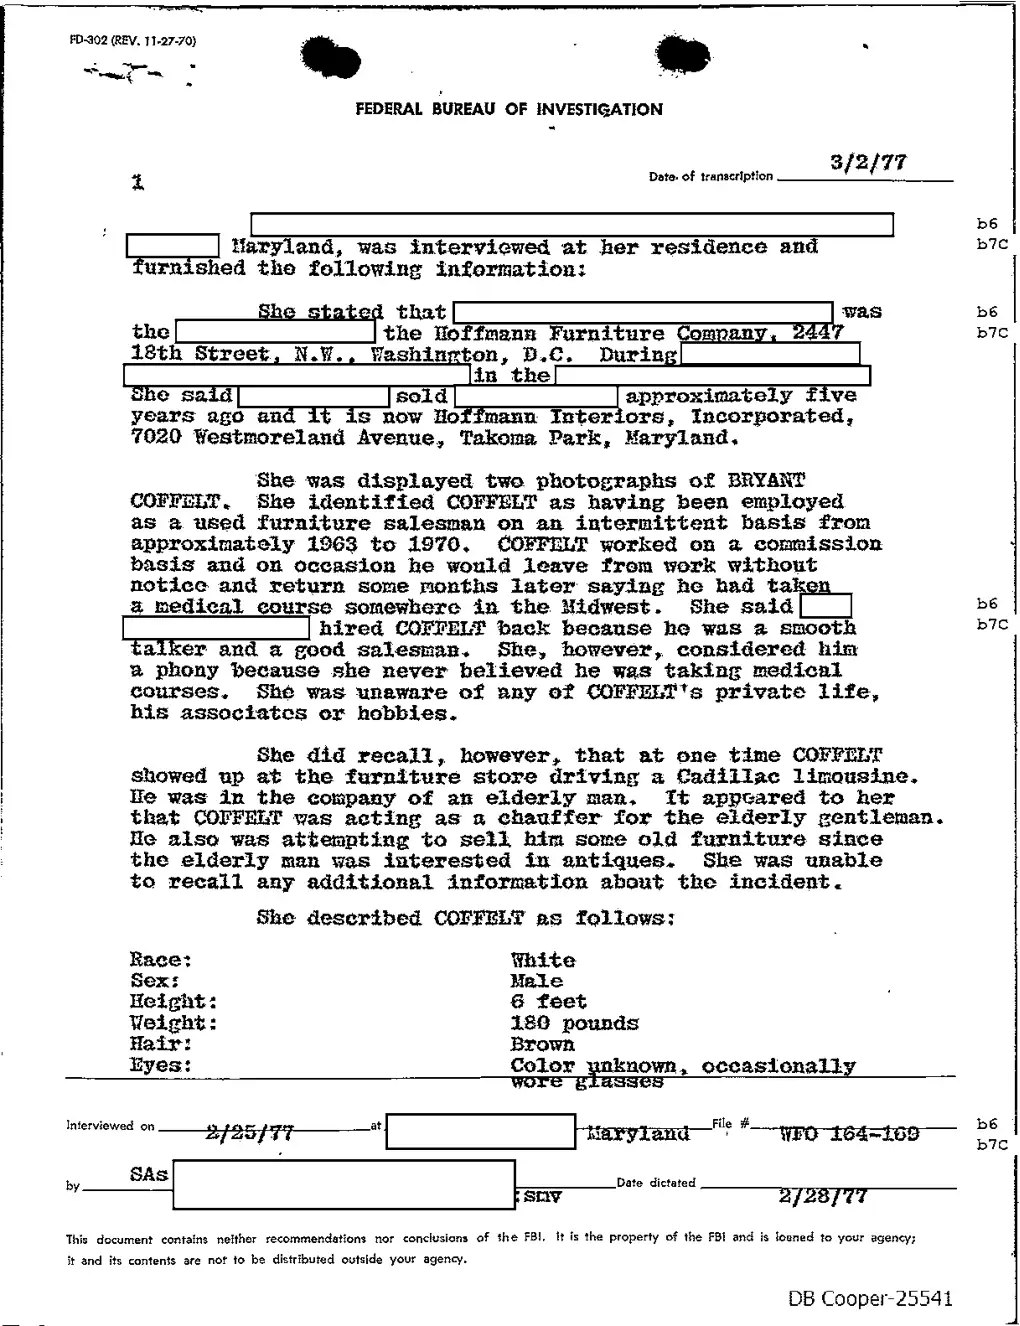 FD-302 (REV. 11-27-70)
FEDERAL BUREAU OF INVESTIGATION
3/2/77
1
Date of transcription
b6
Maryland, was interviewed at her residence and b7C
furnished the following information:
She stated that was b6
the the Hoffmann Furniture Company, 2447 b7C
18th Street, N.W., Washington, D.C. During
in the
She said sold approximately five
years ago and it is now Hoffmann Interiors, Incorporated,
7020 Westmoreland Avenue, Takoma Park, Maryland.
She was displayed two photographs of BRYANT
COFFELT. She identified COFFELT as having been employed
as a used furniture salesman on an intermittent basis from
approximately 1963 to 1970. COFFELT worked on a commission
basis and on occasion he would leave from work without
notice and return some months later saying he had taken
a medical course somewhere in the Midwest. She said b6
hired COFFELT back because he was a smooth b7C
talker and a good salesman. She, however, considered him
a phony because she never believed he was taking medical
courses. She was unaware of any of COFFELT's private life,
his associates or hobbies.
She did recall, however, that at one time COFFELT
showed up at the furniture store driving a Cadillac limousine.
He was in the company of an elderly man. It appeared to her
that COFFELT was acting as a chauffer for the elderly gentleman.
He also was attempting to sell him some old furniture since
the elderly man was interested in antiques. She was unable
to recall any additional information about the incident.
She described COFFELT as follows:
Race: White
Sex: Male
Height: 6 feet
Weight: 180 pounds
Hair: Brown
Eyes: Color unknown, occasionally
wore glasses
Interviewed on 2/25/77 at Maryland File # WFO 164-169 b6
b7C
by SAs :smv Date dictated 2/28/77
This document contains neither recommendations nor conclusions of the FBI. It is the property of the FBI and is loaned to your agency;
it and its contents are not to be distributed outside your agency.
DB Cooper-25541